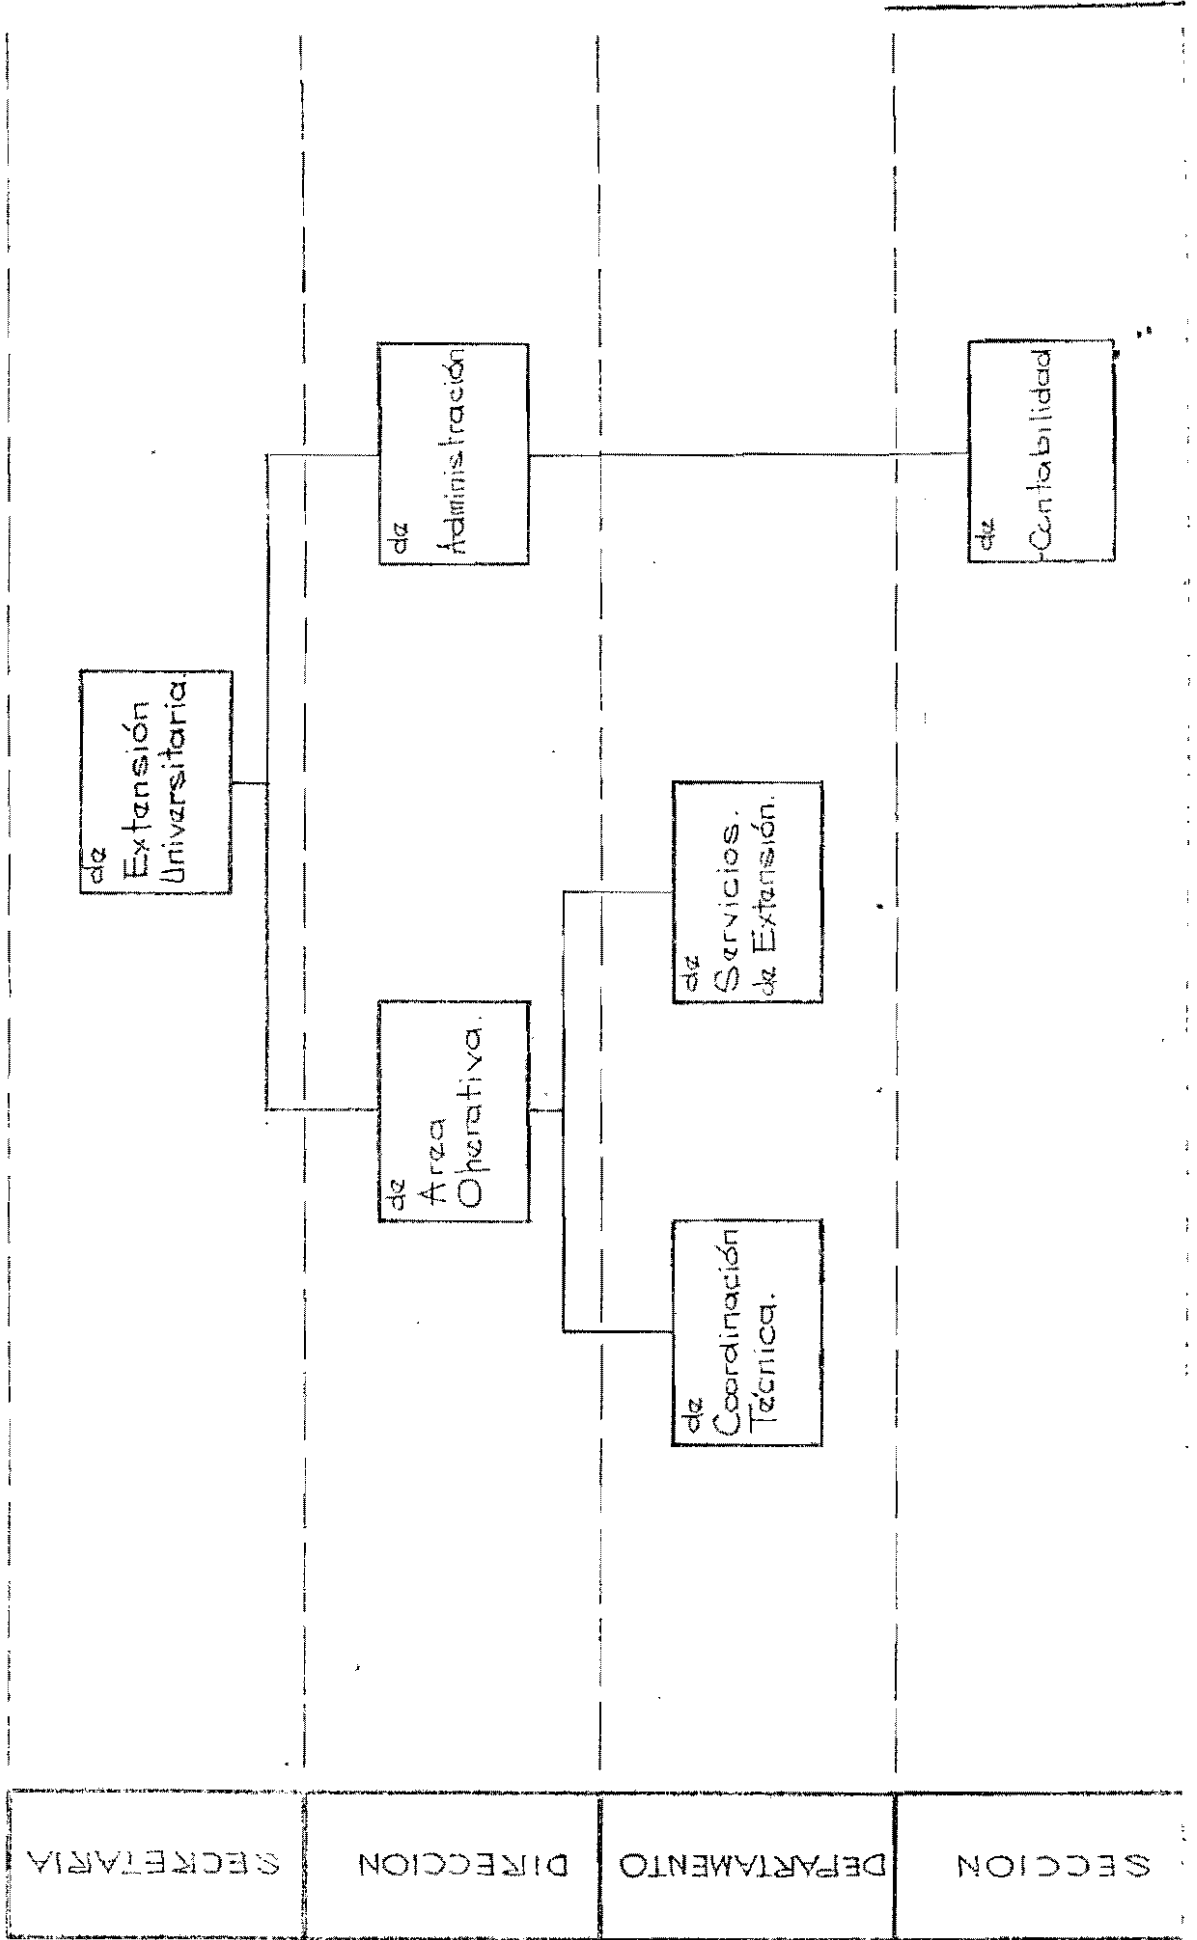 SECRETARIA
de
Extensión
Universitaria.
DIRECCION
de
Area
Operativa.
de
Administración
DEPARTAMENTO
de
Coordinación
Técnica.
de
Servicios.
de Extensión.
SECCION
de
Contabilidad